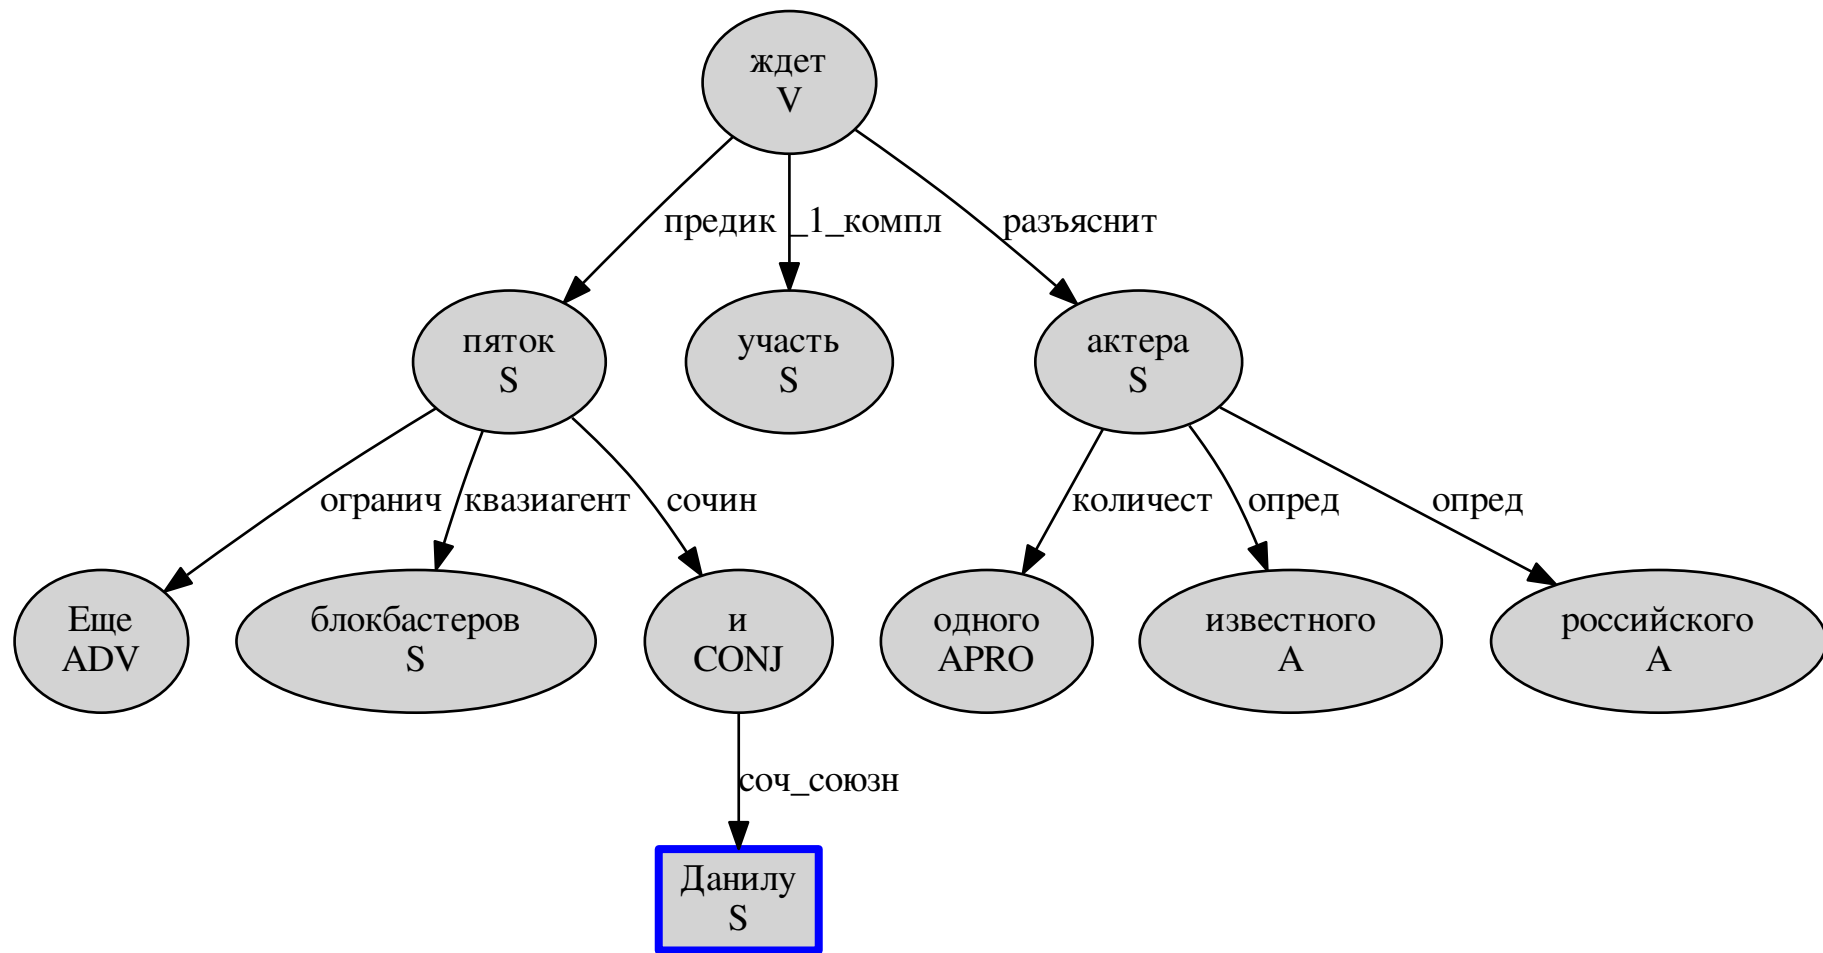 ждет
V
предик
_1_компл
разъяснит
пяток
S
участь
S
актера
S
огранич
квазиагент
сочин
количест
опред
опред
Еще
ADV
блокбастеров
S
и
CONJ
одного
APRO
известного
A
российского
A
соч_союзн
Данилу
S